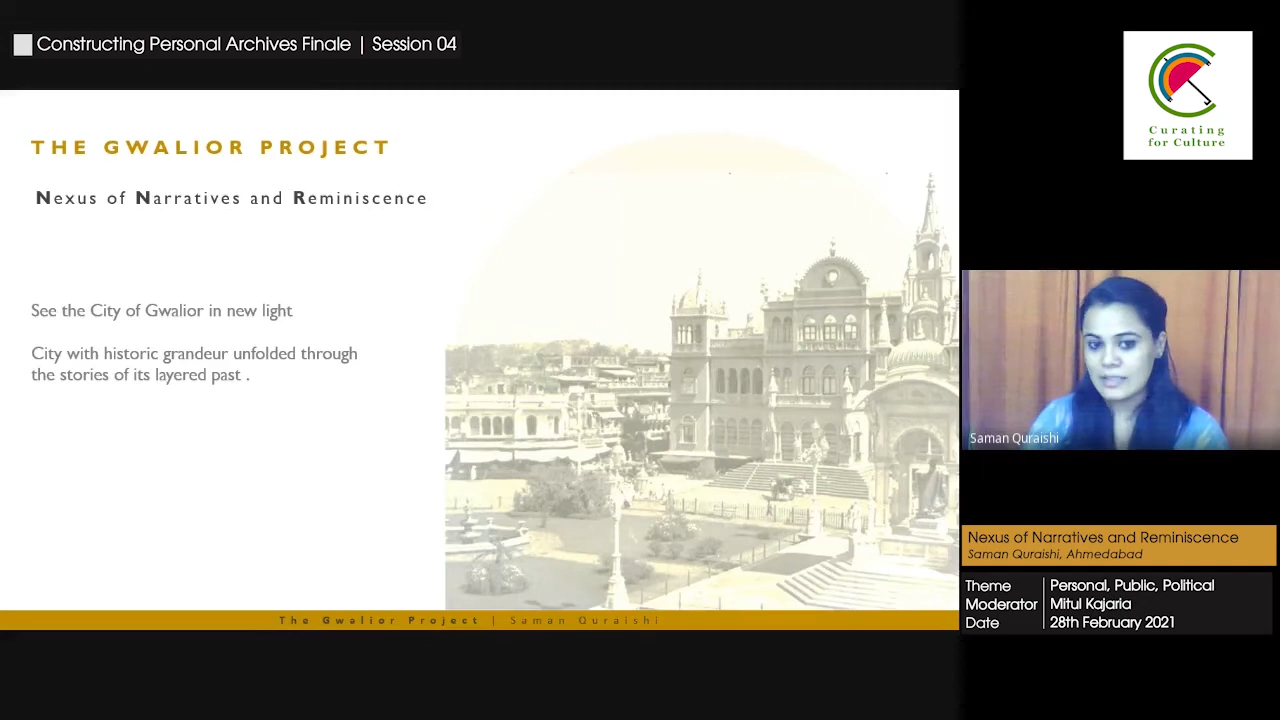 Constructing Personal Archives Finale | Session 04
THE GWALIOR PROJECT
Nexus of Narratives and Reminiscence
See the City of Gwalior in new light
City with historic grandeur unfolded through
the stories of its layered past .
The Gwalior Project | Saman Quraishi
Curating
for Culture
Saman Quraishi
Nexus of Narratives and Reminiscence
Saman Quraishi, Ahmedabad
Theme Personal, Public, Political
Moderator Mitul Kajaria
Date 28th February 2021